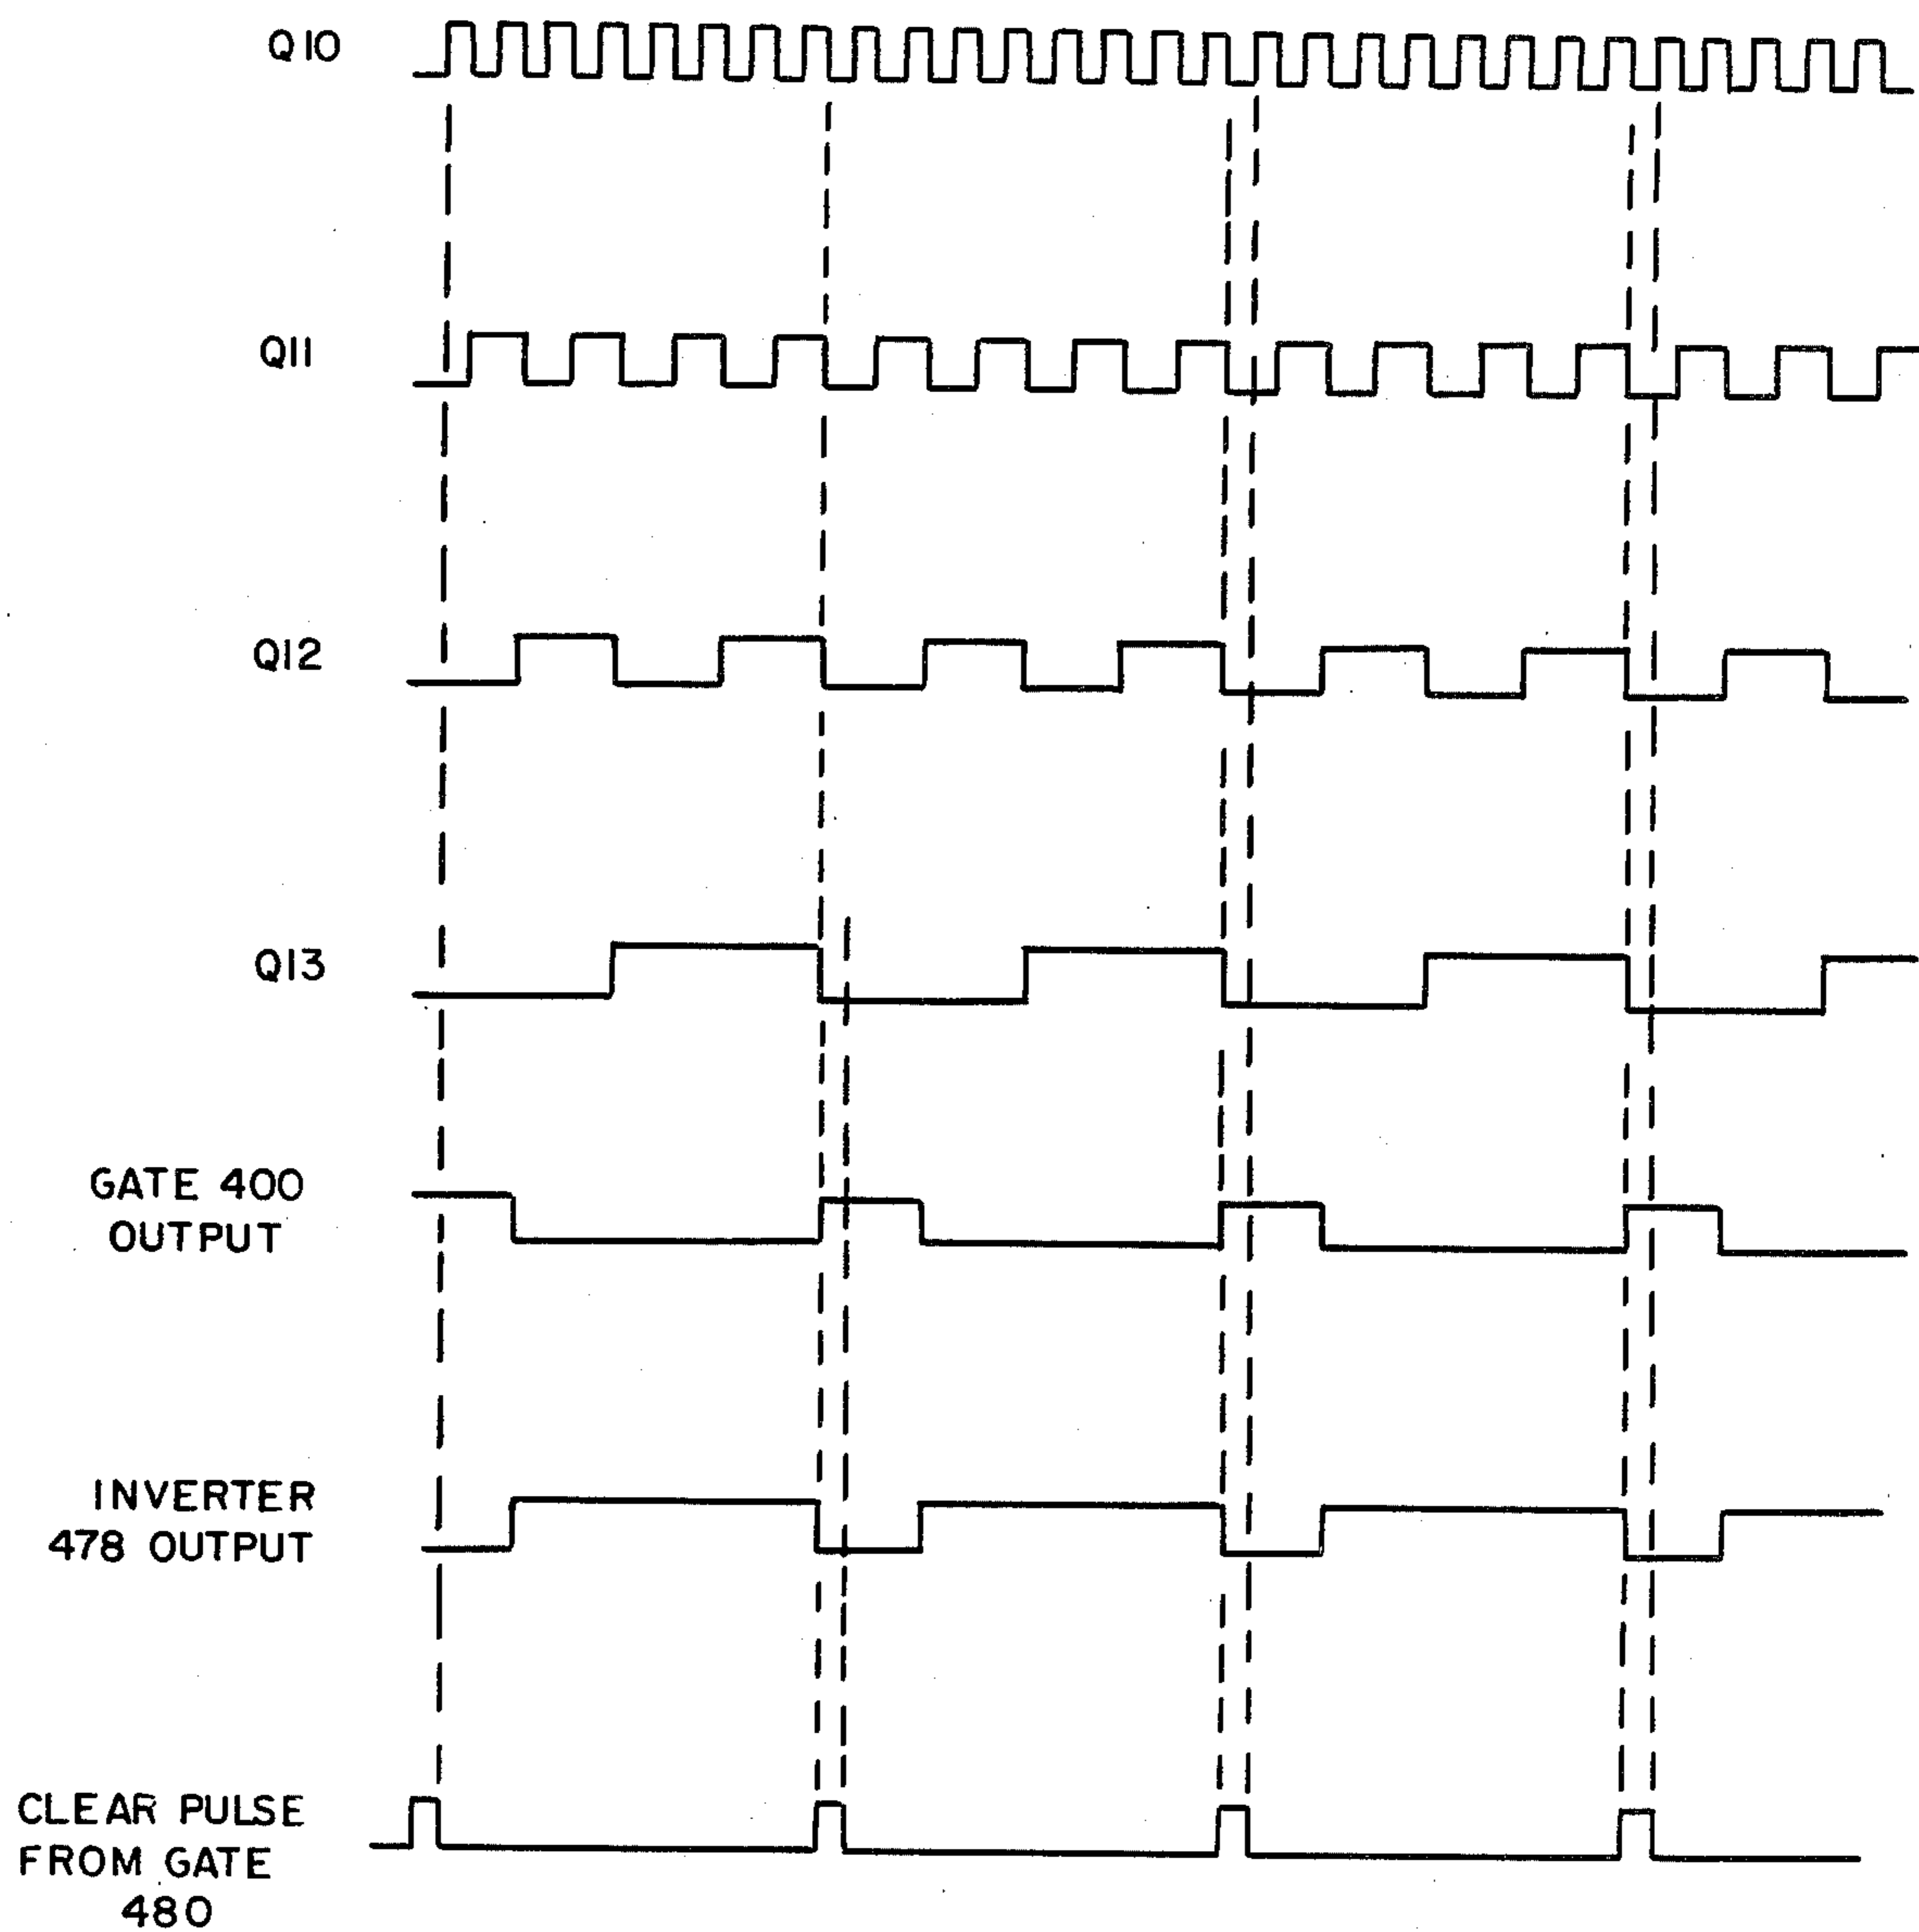 Q10
Q11
Q12
Q13
GATE 400
OUTPUT
INVERTER
478 OUTPUT
CLEAR PULSE
FROM GATE
480